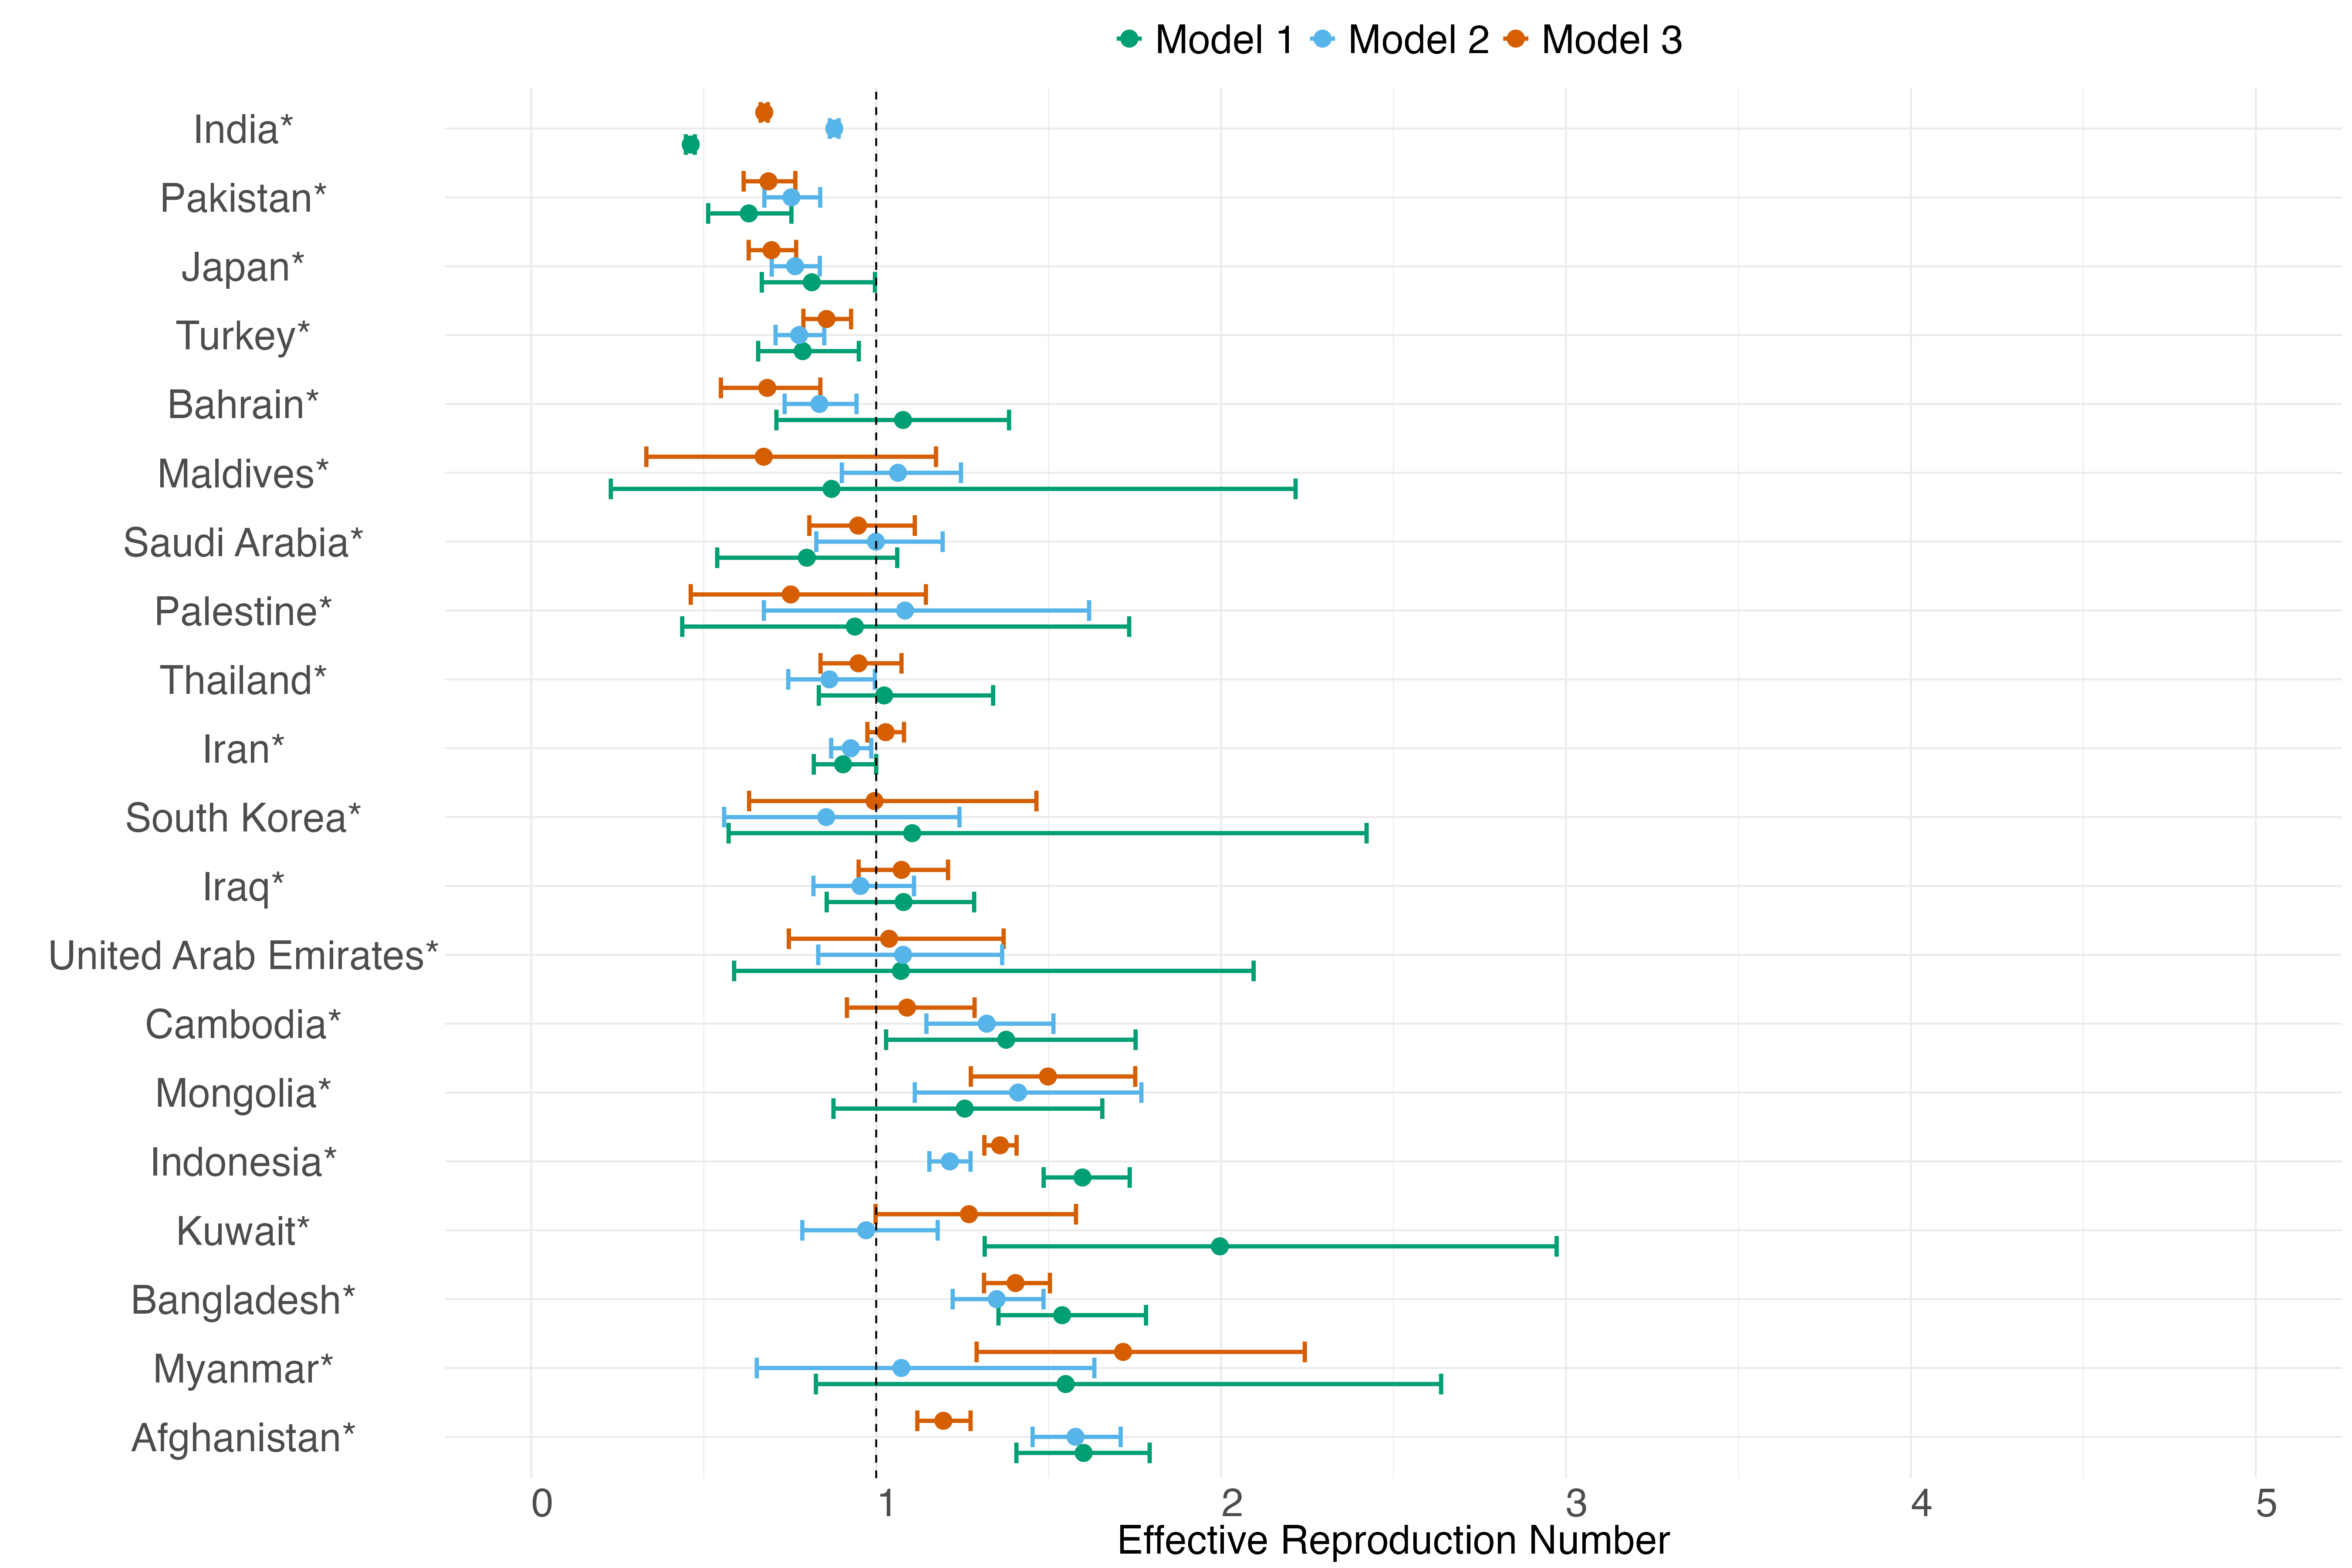 Model 1 Model 2 Model 3
India*
Pakistan*
Japan*
Turkey*
Bahrain*
Maldives*
Saudi Arabia*
Palestine*
Thailand*
Iran*
South Korea*
Iraq*
United Arab Emirates*
Cambodia*
Mongolia*
Indonesia*
Kuwait*
Bangladesh*
Myanmar*
Afghanistan*
0 1 2 3 4 5
Effective Reproduction Number